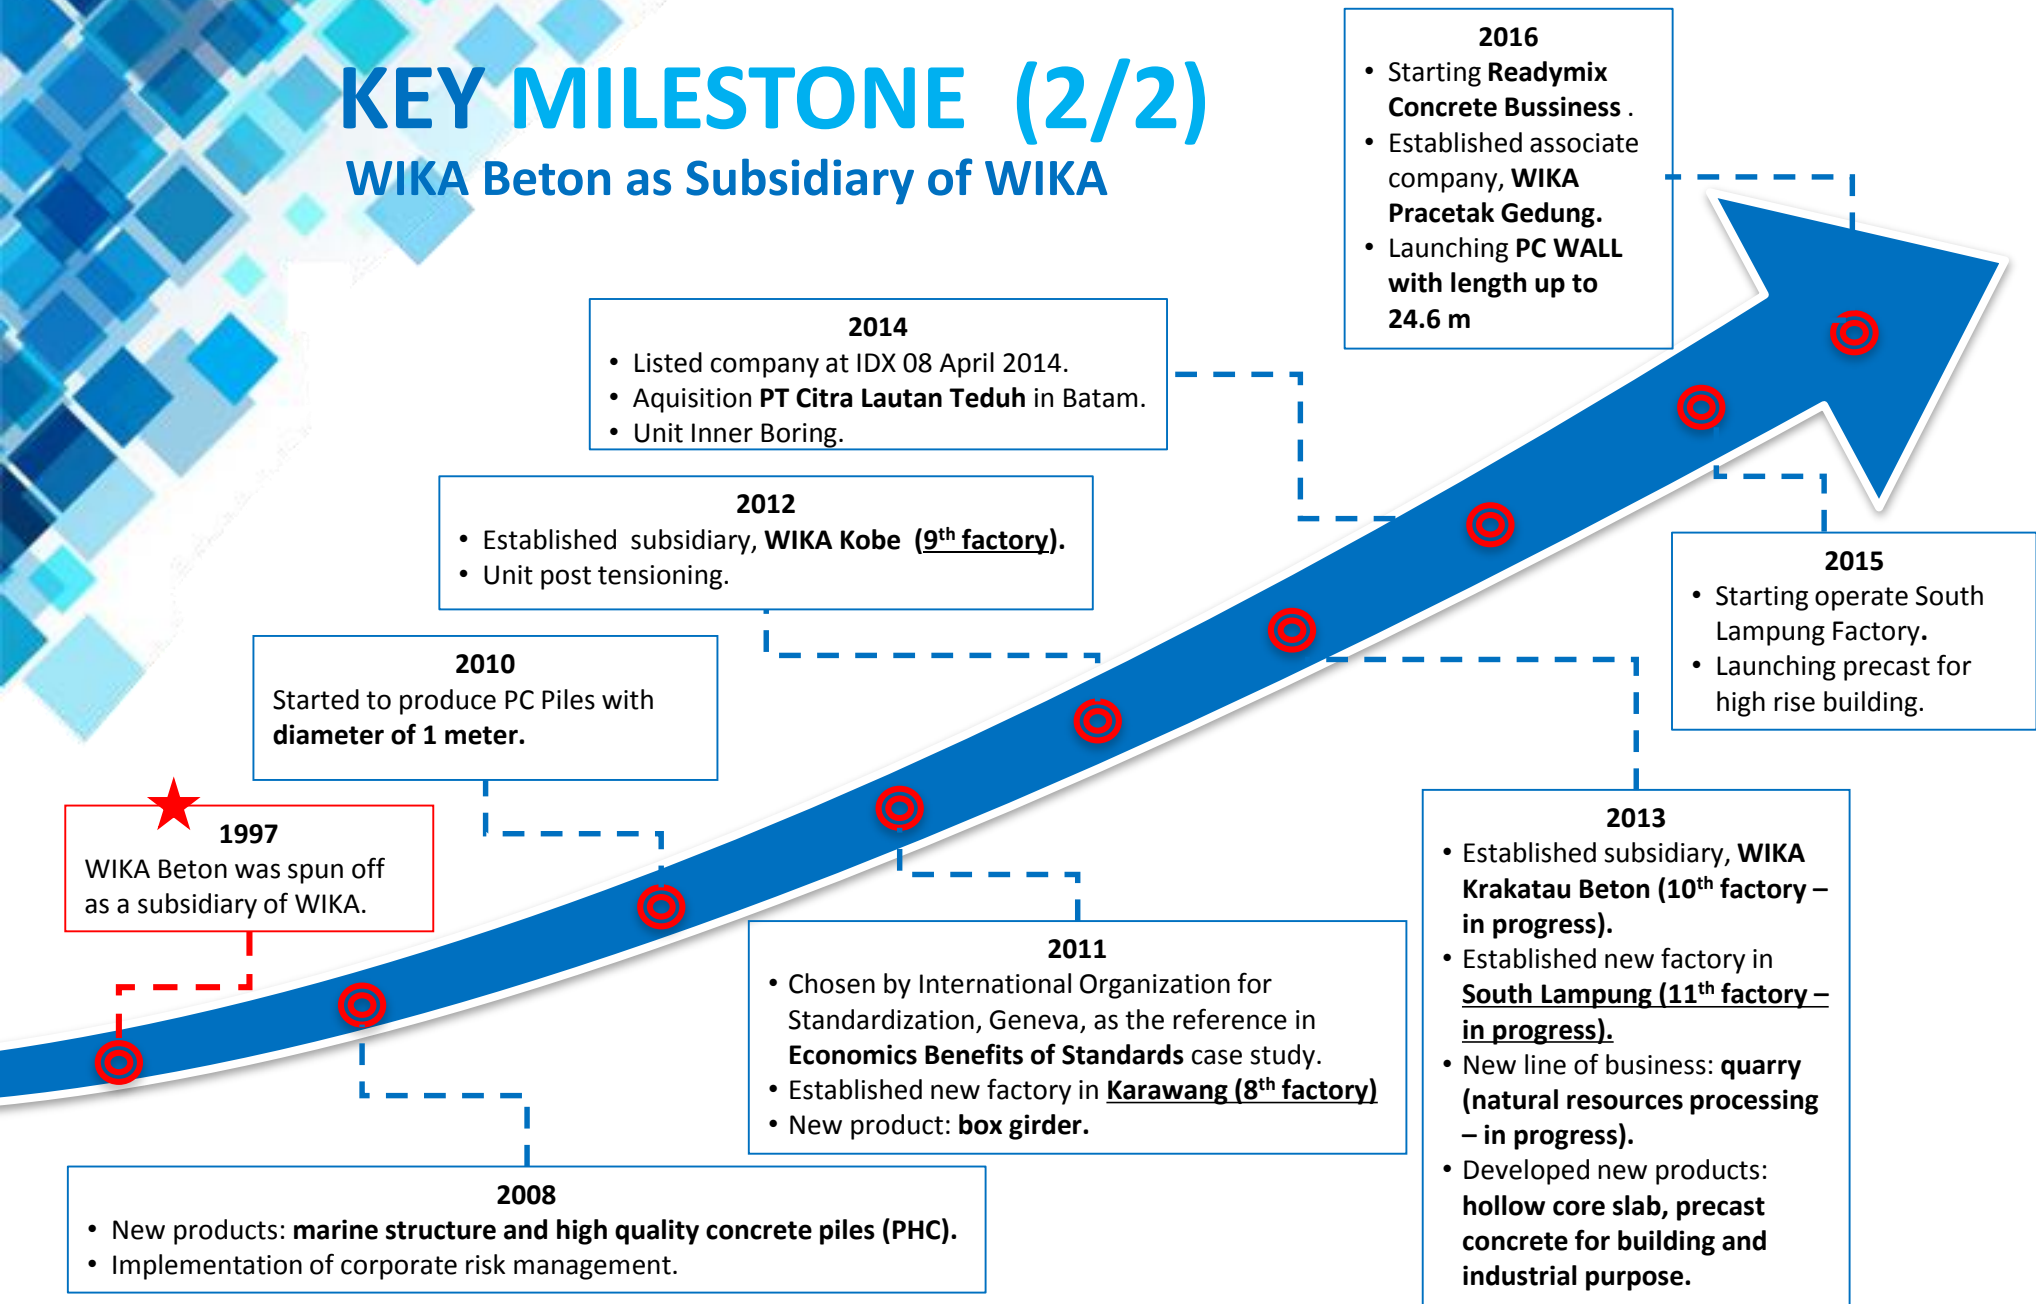 KEY MILESTONE (2/2)
WIKA Beton as Subsidiary of WIKA
2016
• Starting Readymix
Concrete Bussiness .
• Established associate
company, WIKA
Pracetak Gedung.
• Launching PC WALL
with length up to
24.6 m
2014
• Listed company at IDX 08 April 2014.
• Aquisition PT Citra Lautan Teduh in Batam.
• Unit Inner Boring.
2012
• Established subsidiary, WIKA Kobe (9th factory).
• Unit post tensioning.
2015
• Starting operate South
Lampung Factory.
• Launching precast for
high rise building.
2010
Started to produce PC Piles with
diameter of 1 meter.
1997
WIKA Beton was spun off
as a subsidiary of WIKA.
2013
• Established subsidiary, WIKA
Krakatau Beton (10th factory –
in progress).
• Established new factory in
South Lampung (11th factory –
in progress).
• New line of business: quarry
(natural resources processing
– in progress).
• Developed new products:
hollow core slab, precast
concrete for building and
industrial purpose.
2011
• Chosen by International Organization for
Standardization, Geneva, as the reference in
Economics Benefits of Standards case study.
• Established new factory in Karawang (8th factory)
• New product: box girder.
2008
• New products: marine structure and high quality concrete piles (PHC).
• Implementation of corporate risk management.